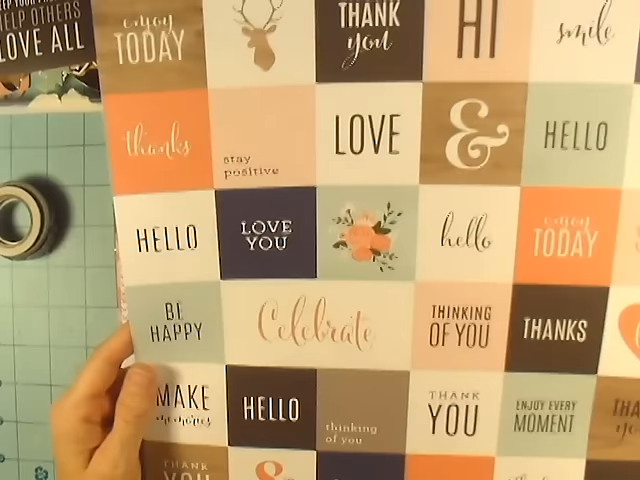 HELP OTHERS
LOVE ALL
enjoy
TODAY
THANK
you
HI
smile
thanks
stay
positive
LOVE
&
HELLO
HELLO
LOVE
YOU
hello
enjoy
TODAY
BE
HAPPY
Celebrate
THINKING
OF YOU
THANKS
MAKE
memories
HELLO
thinking
of you
THANK
YOU
ENJOY EVERY
MOMENT
THANK
YOU
&